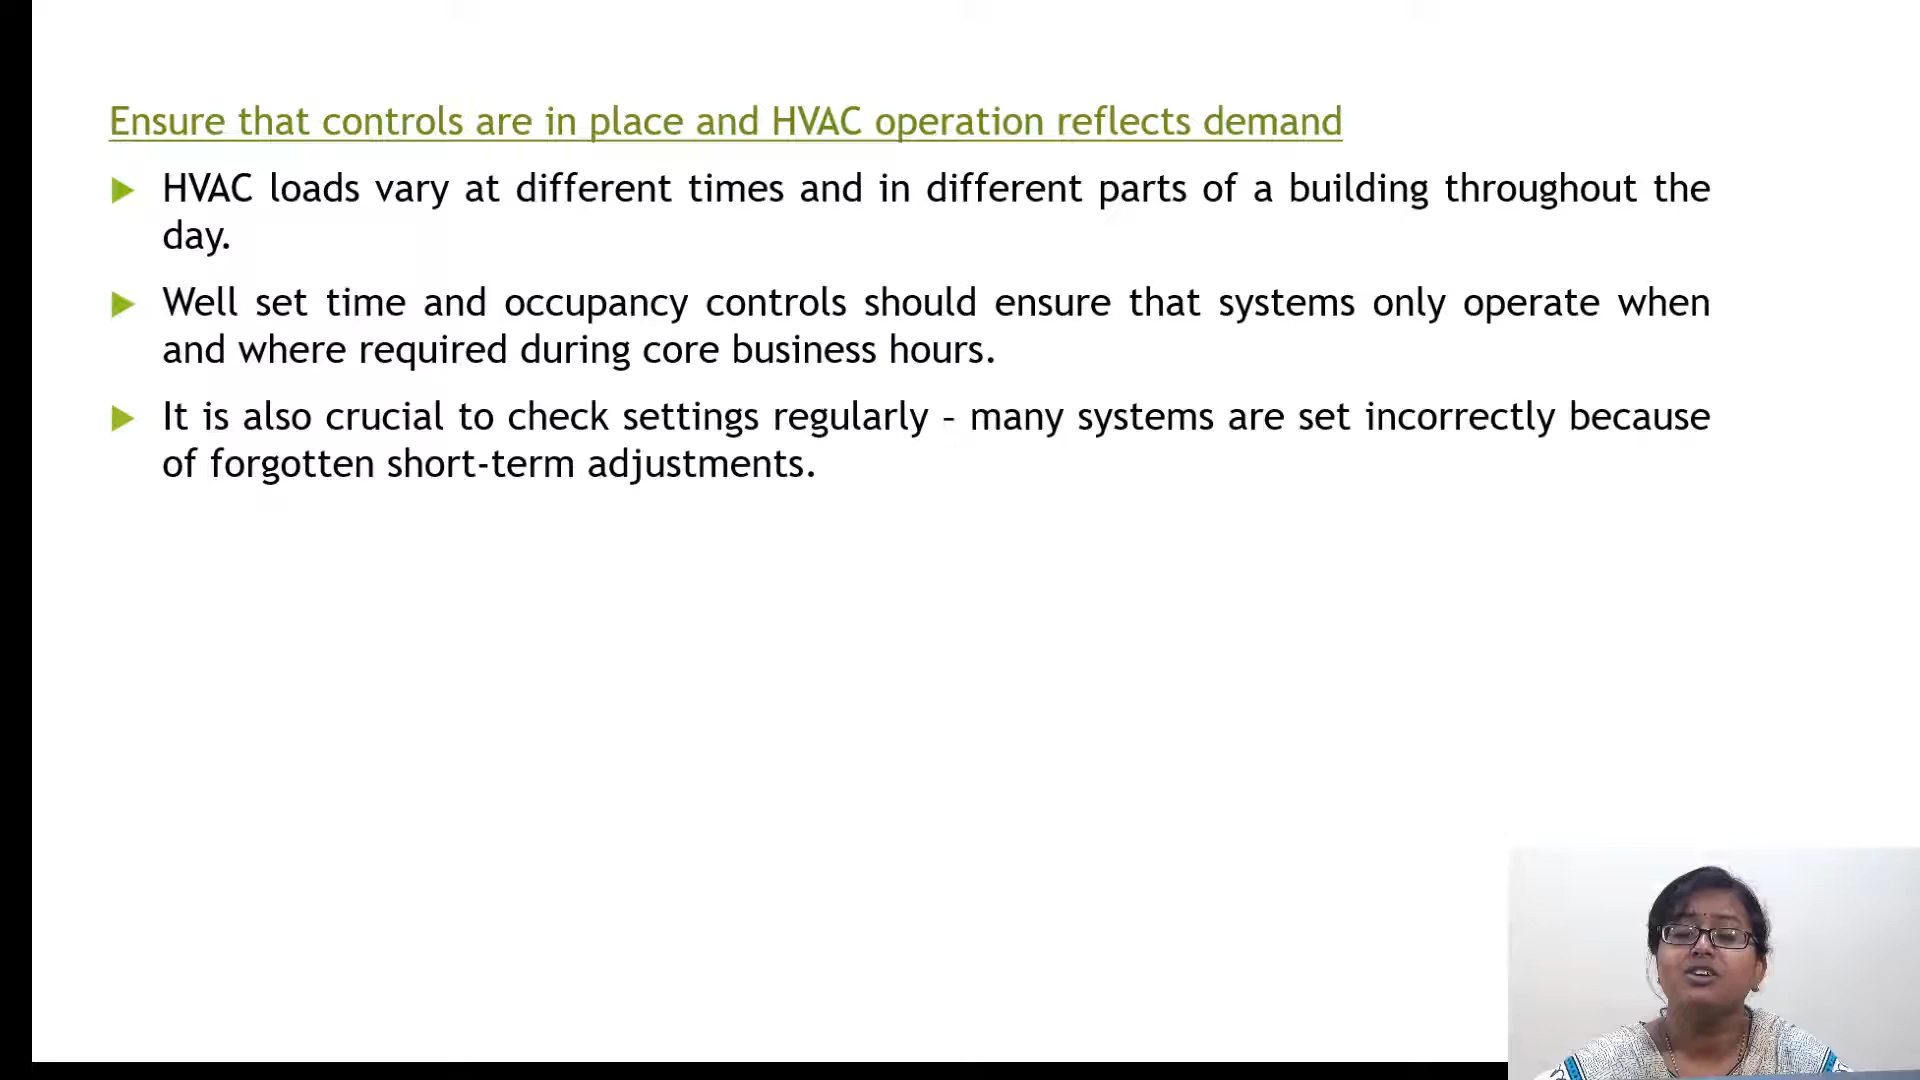 Ensure that controls are in place and HVAC operation reflects demand
HVAC loads vary at different times and in different parts of a building throughout the
day.
Well set time and occupancy controls should ensure that systems only operate when
and where required during core business hours.
It is also crucial to check settings regularly – many systems are set incorrectly because
of forgotten short-term adjustments.